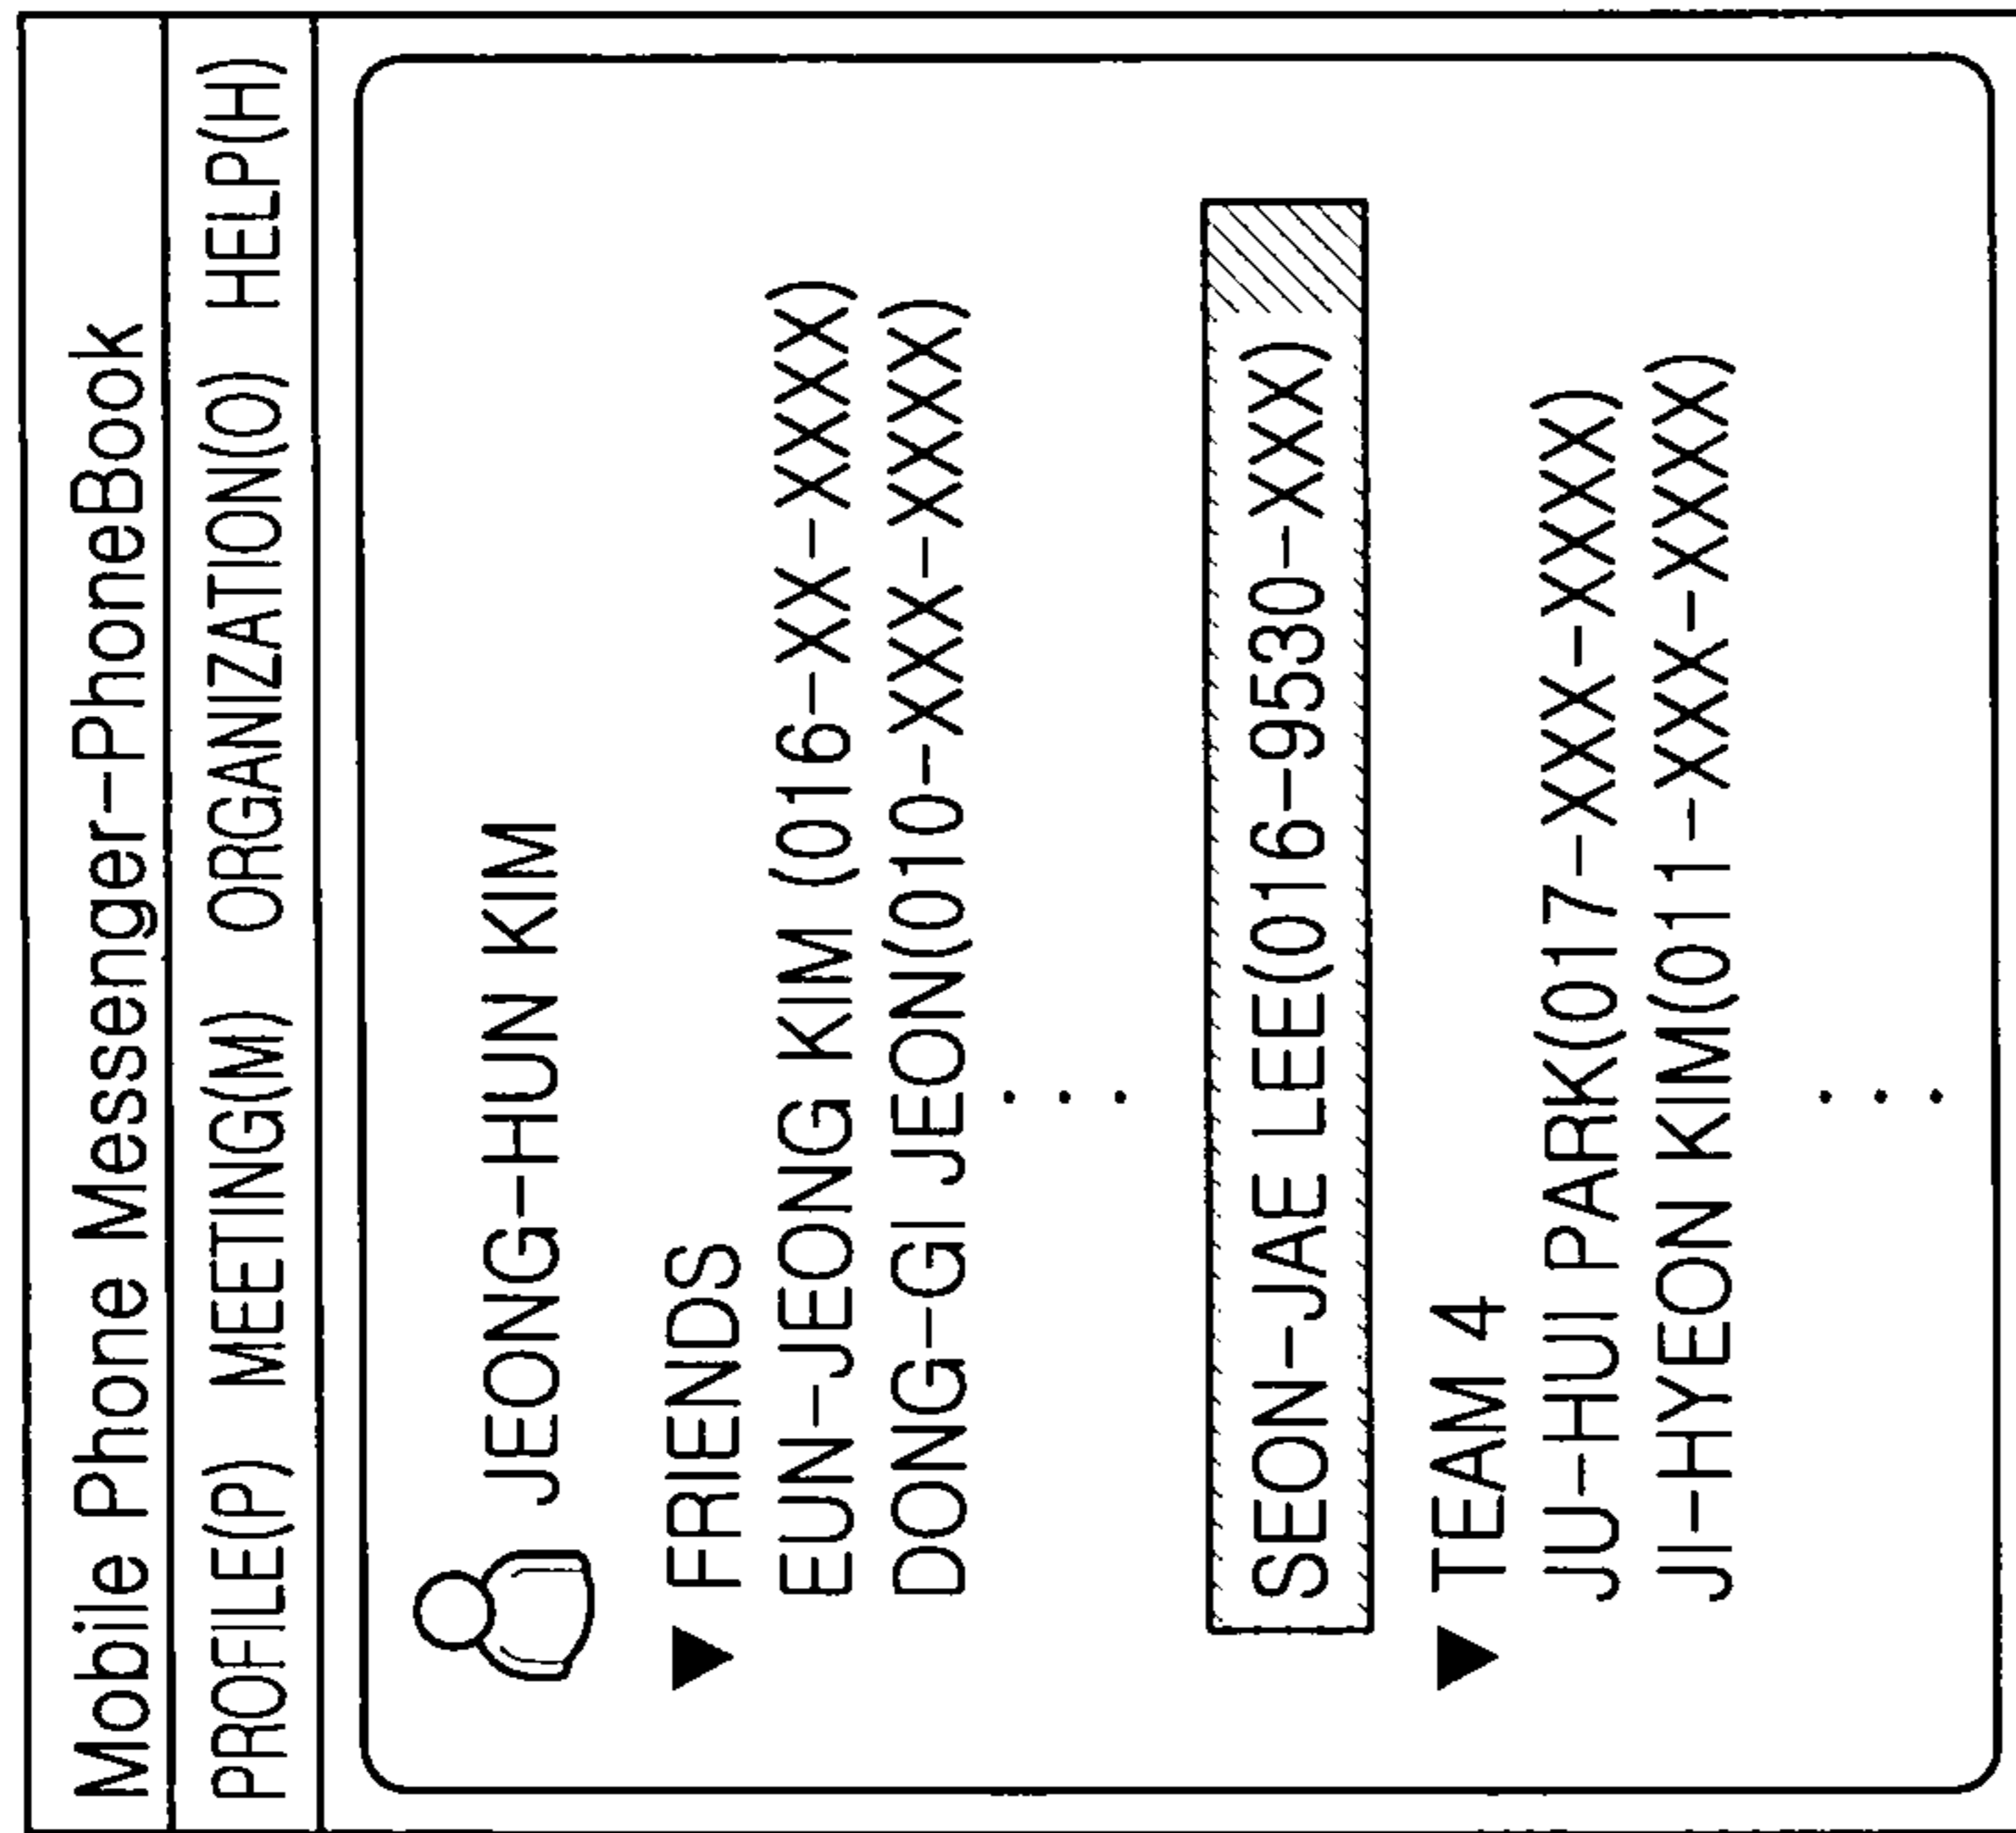 Mobile Phone Messenger-PhoneBook
PROFILE(P) MEETING(M) ORGANIZATION(O) HELP(H)
JEONG-HUN KIM
▼ FRIENDS
EUN-JEONG KIM (016-XX-XXXX)
DONG-GI JEON(010-XXX-XXXX)
SEON-JAE LEE(016-9530-XXX)
▼ TEAM 4
JU-HUI PARK(017-XXX-XXXX)
JI-HYEON KIM(011-XXX-XXXX)